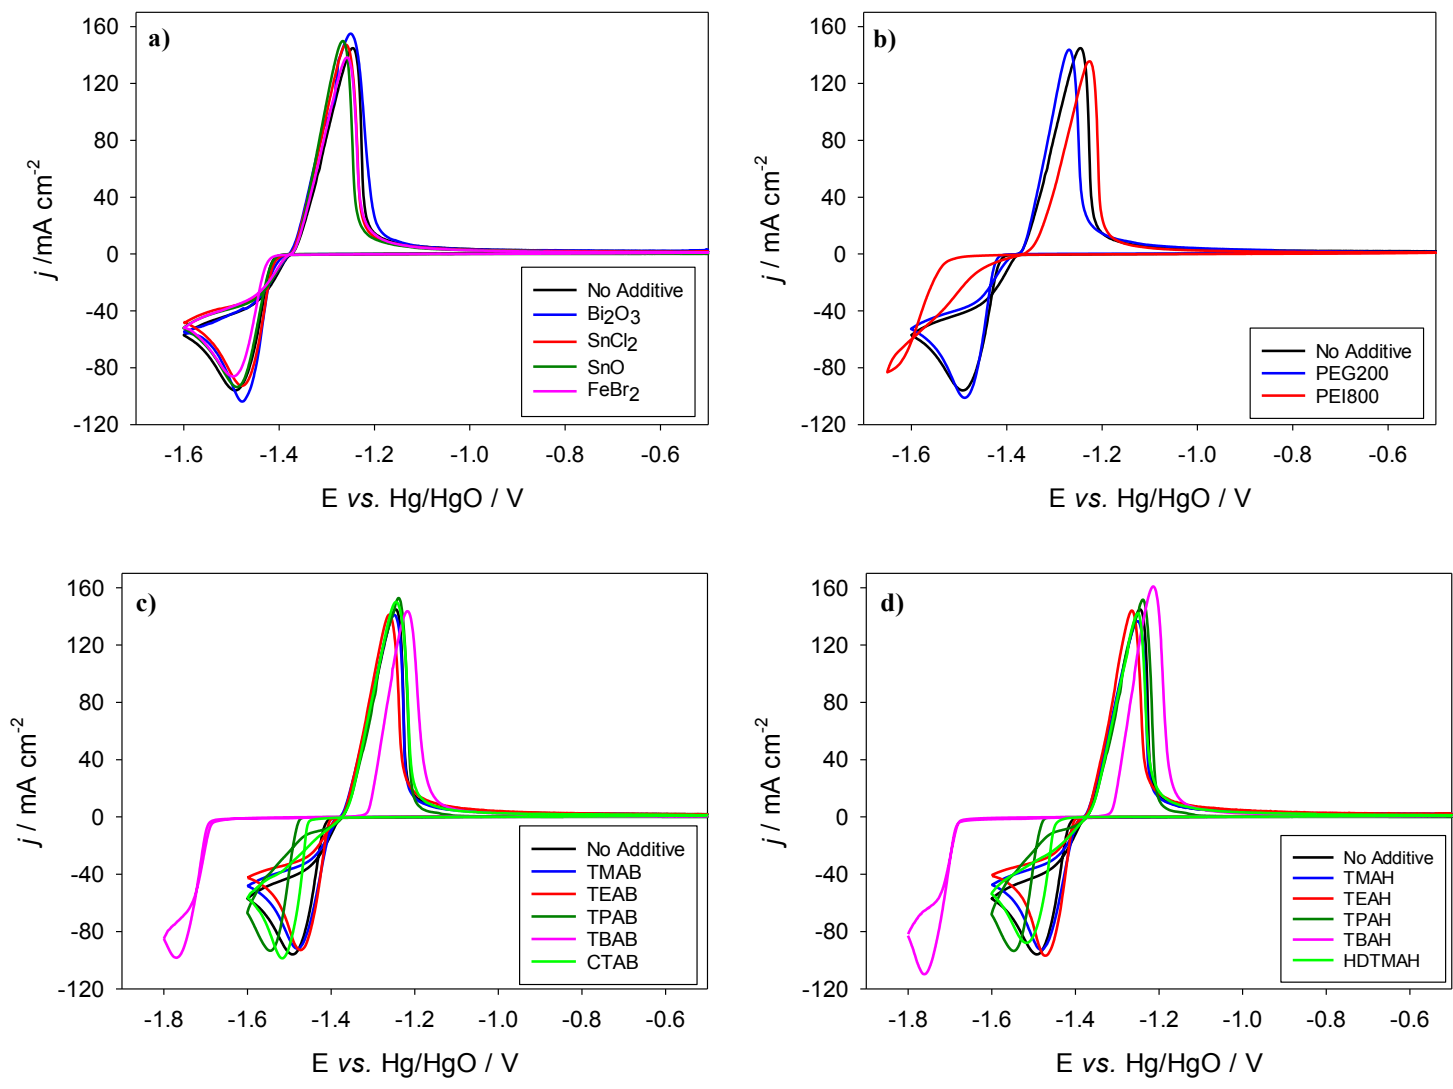 a)
160
120
80
40
0
-40
-80
-120
j /mA cm-2
No Additive
Bi2O3
SnCl2
SnO
FeBr2
-1.6 -1.4 -1.2 -1.0 -0.8 -0.6
E vs. Hg/HgO / V
b)
160
120
80
40
0
-40
-80
-120
j / mA cm-2
No Additive
PEG200
PEI800
-1.6 -1.4 -1.2 -1.0 -0.8 -0.6
E vs. Hg/HgO / V
c)
160
120
80
40
0
-40
-80
-120
j / mA cm-2
No Additive
TMAB
TEAB
TPAB
TBAB
CTAB
-1.8 -1.6 -1.4 -1.2 -1.0 -0.8 -0.6
E vs. Hg/HgO / V
d)
160
120
80
40
0
-40
-80
-120
j / mA cm-2
No Additive
TMAH
TEAH
TPAH
TBAH
HDTMAH
-1.8 -1.6 -1.4 -1.2 -1.0 -0.8 -0.6
E vs. Hg/HgO / V